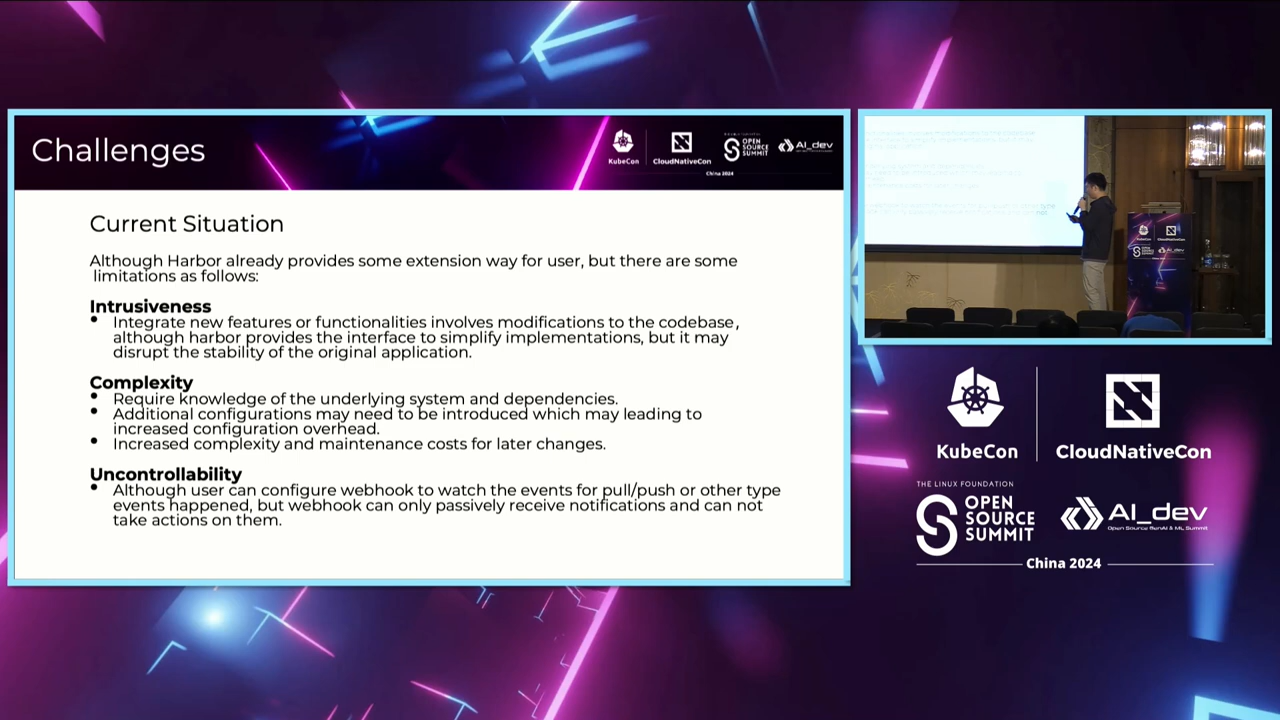 Challenges
KubeCon
CloudNativeCon
OPEN
SOURCE
SUMMIT
AI_dev
China 2024
Current Situation
Although Harbor already provides some extension way for user, but there are some
limitations as follows:
Intrusiveness
• Integrate new features or functionalities involves modifications to the codebase,
although harbor provides the interface to simplify implementations, but it may
disrupt the stability of the original application.
Complexity
• Require knowledge of the underlying system and dependencies.
• Additional configurations may need to be introduced which may leading to
increased configuration overhead.
• Increased complexity and maintenance costs for later changes.
Uncontrollability
• Although user can configure webhook to watch the events for pull/push or other type
events happened, but webhook can only passively receive notifications and can not
take actions on them.
KubeCon
CloudNativeCon
THE LINUX FOUNDATION
OPEN
SOURCE
SUMMIT
AI_dev
Open Source GenAI & ML Summit
China 2024